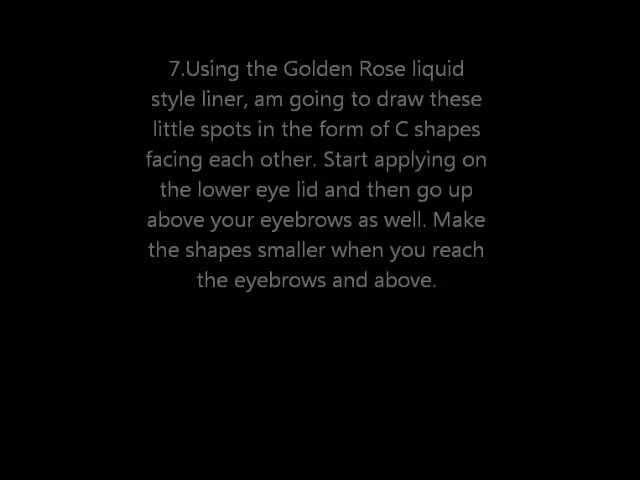 7.Using the Golden Rose liquid
style liner, am going to draw these
little spots in the form of C shapes
facing each other. Start applying on
the lower eye lid and then go up
above your eyebrows as well. Make
the shapes smaller when you reach
the eyebrows and above.